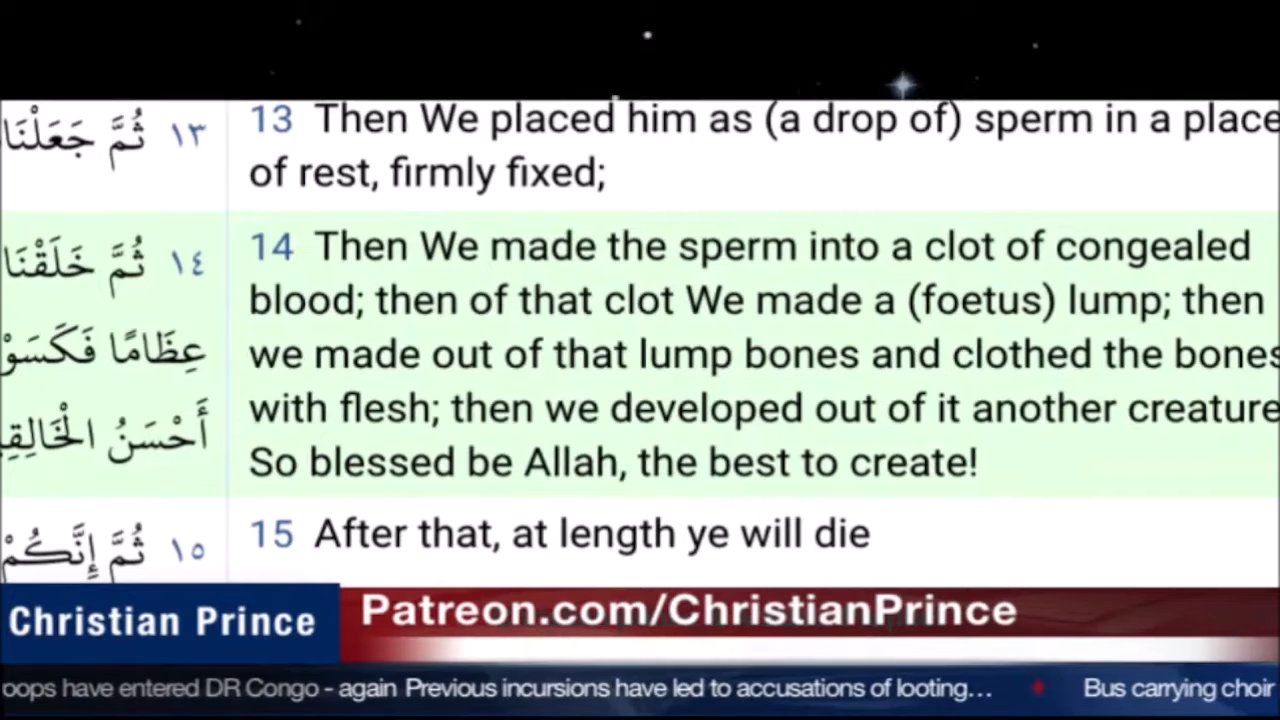 ثُمَّ جَعَلْنَا ١٣
13 Then We placed him as (a drop of) sperm in a place
of rest, firmly fixed;
ثُمَّ خَلَقْنَا ١٤
عِظَامًا
أَحْسَنُ
14 Then We made the sperm into a clot of congealed
blood; then of that clot We made a (foetus) lump; then
we made out of that lump bones and clothed the bones
with flesh; then we developed out of it another creature
So blessed be Allah, the best to create!
ثُمَّ إِنَّكُمْ ١٥
15 After that, at length ye will die
Christian Prince
Patreon.com/ChristianPrince
oops have entered DR Congo - again Previous incursions have led to accusations of looting… Bus carrying choir